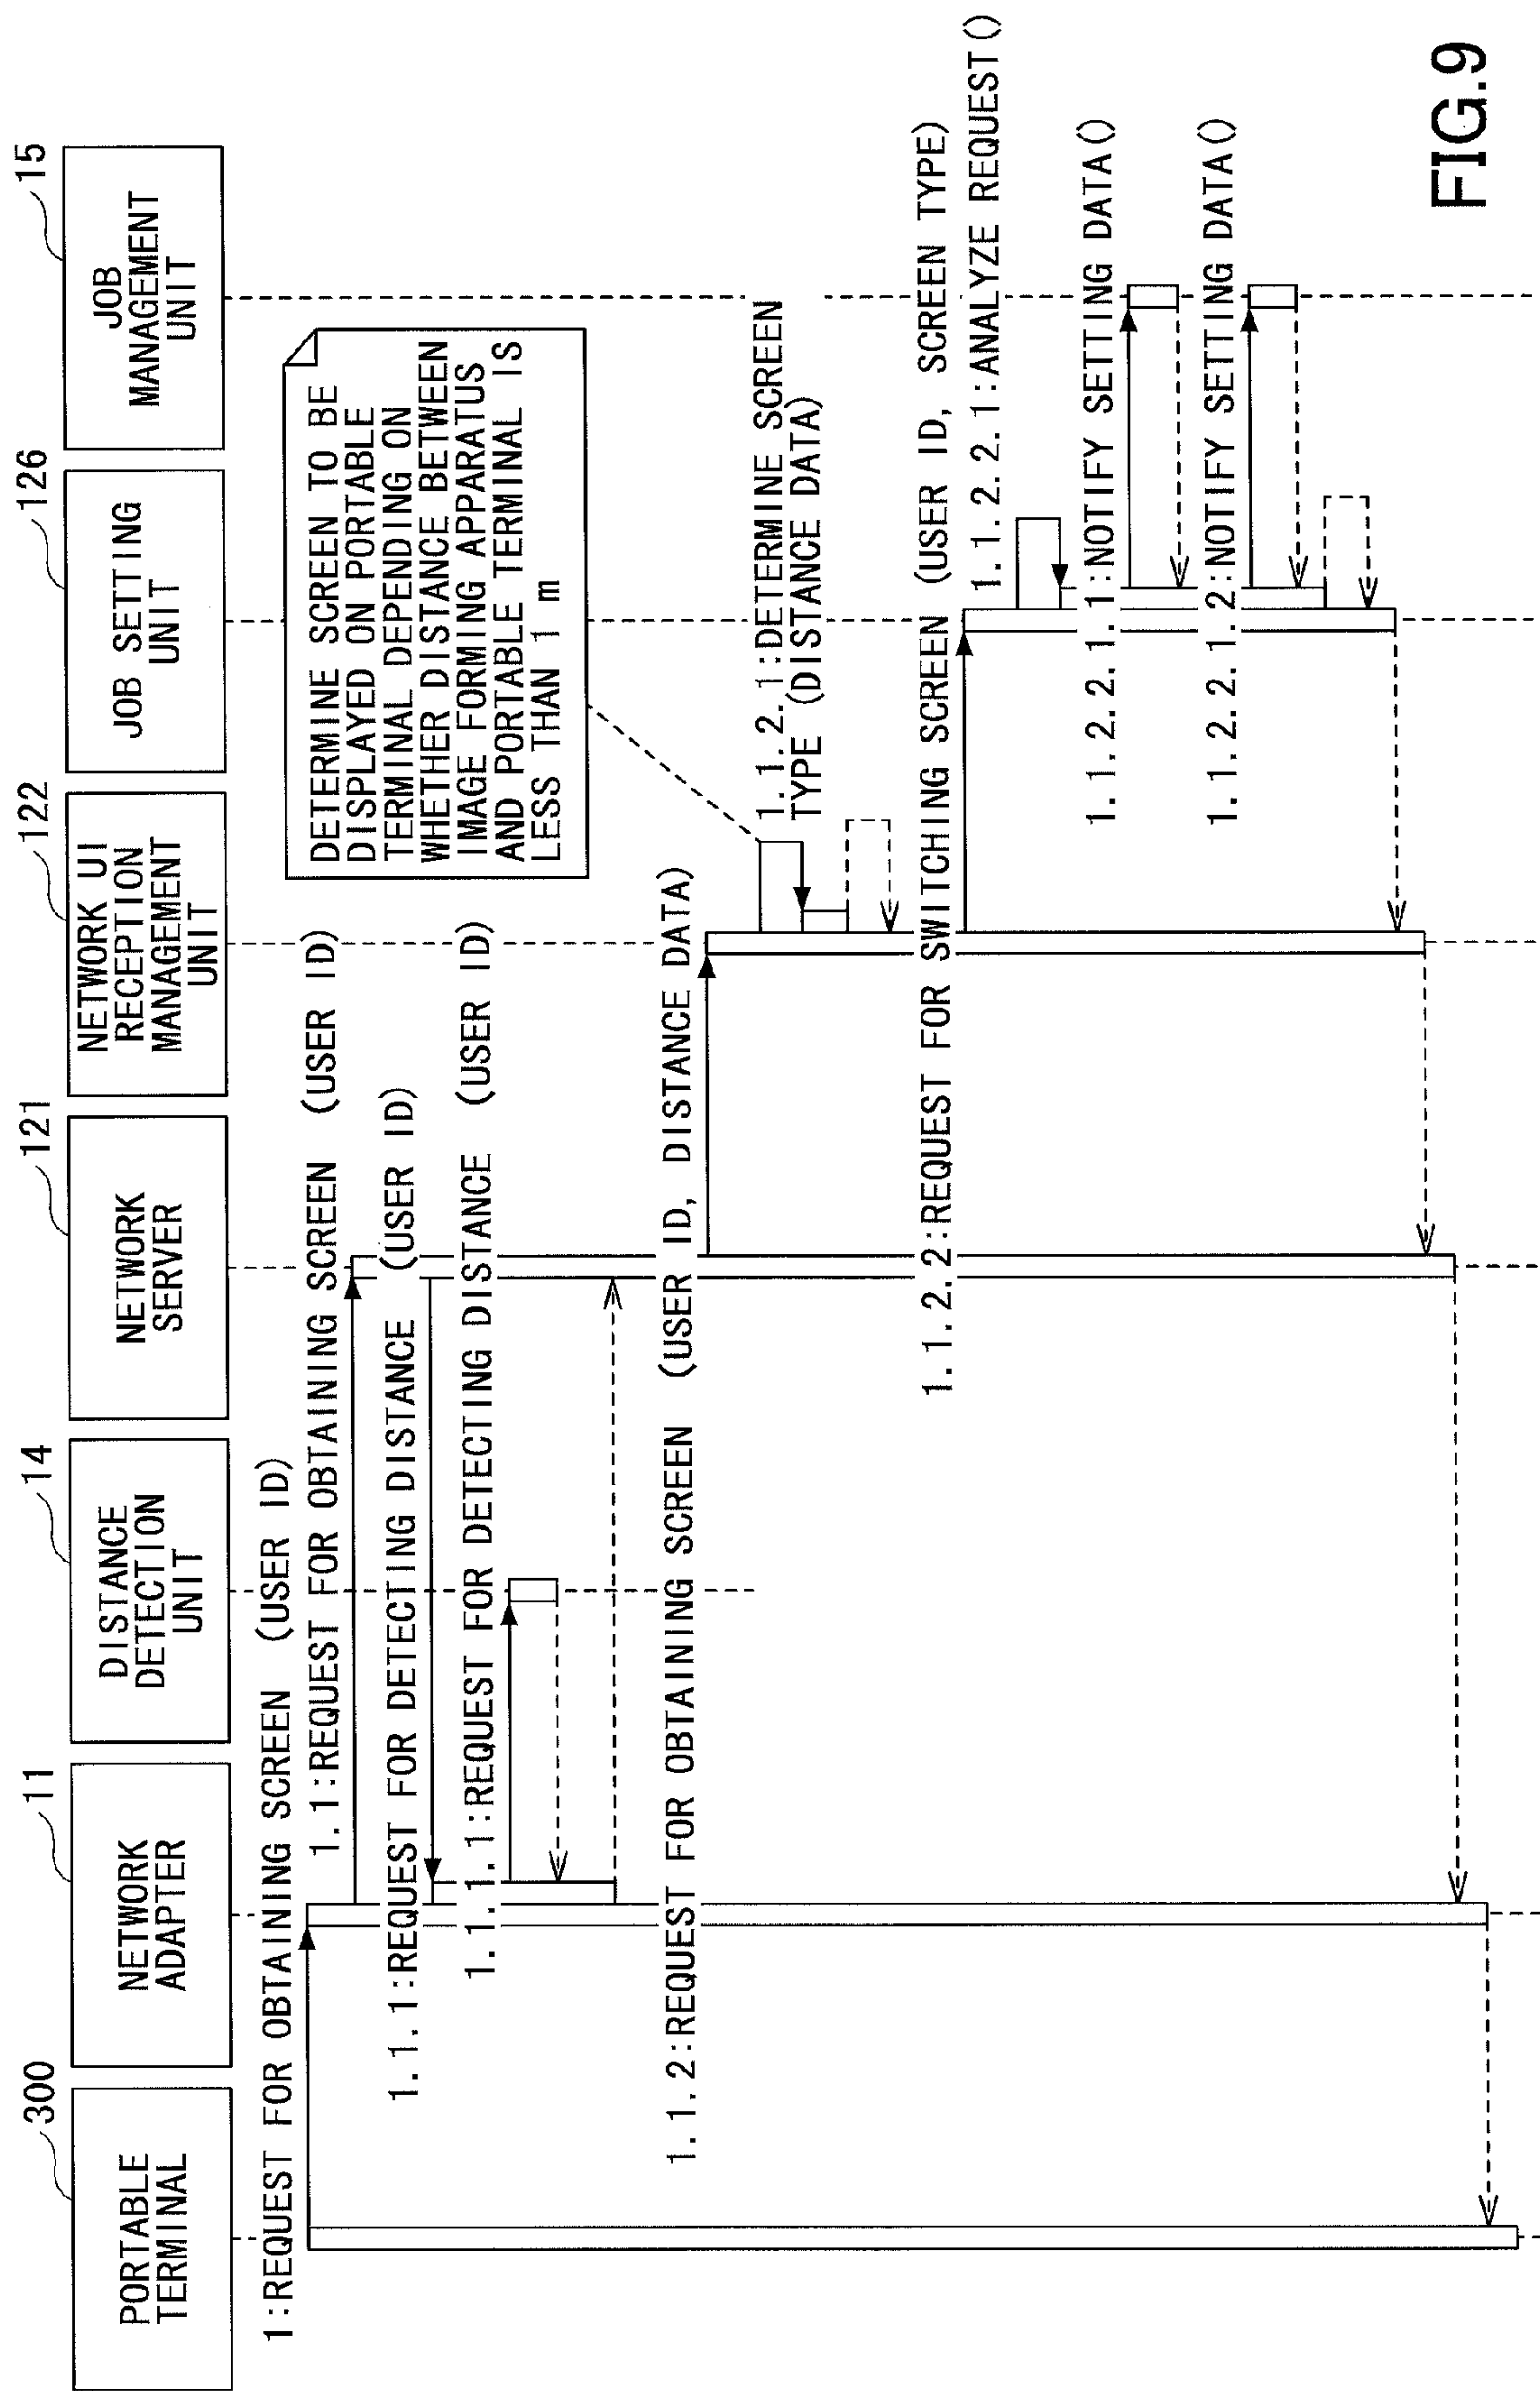 300
PORTABLE
TERMINAL
11
NETWORK
ADAPTER
14
DISTANCE
DETECTION
UNIT
121
NETWORK
SERVER
122
NETWORK UI
RECEPTION
MANAGEMENT
UNIT
126
JOB SETTING
UNIT
15
JOB
MANAGEMENT
UNIT
1:REQUEST FOR OBTAINING SCREEN (USER ID)
1.1:REQUEST FOR OBTAINING SCREEN (USER ID)
1.1.1:REQUEST FOR DETECTING DISTANCE (USER ID)
1.1.1.1:REQUEST FOR DETECTING DISTANCE (USER ID)
DETERMINE SCREEN TO BE
DISPLAYED ON PORTABLE
TERMINAL DEPENDING ON
WHETHER DISTANCE BETWEEN
IMAGE FORMING APPARATUS
AND PORTABLE TERMINAL IS
LESS THAN 1 m
1.1.2:REQUEST FOR OBTAINING SCREEN (USER ID, DISTANCE DATA)
1.1.2.1:DETERMINE SCREEN
TYPE (DISTANCE DATA)
1.1.2.2:REQUEST FOR SWITCHING SCREEN (USER ID, SCREEN TYPE)
1.1.2.2.1:ANALYZE REQUEST()
1.1.2.2.1.1:NOTIFY SETTING DATA()
1.1.2.2.1.2:NOTIFY SETTING DATA()
FIG.9